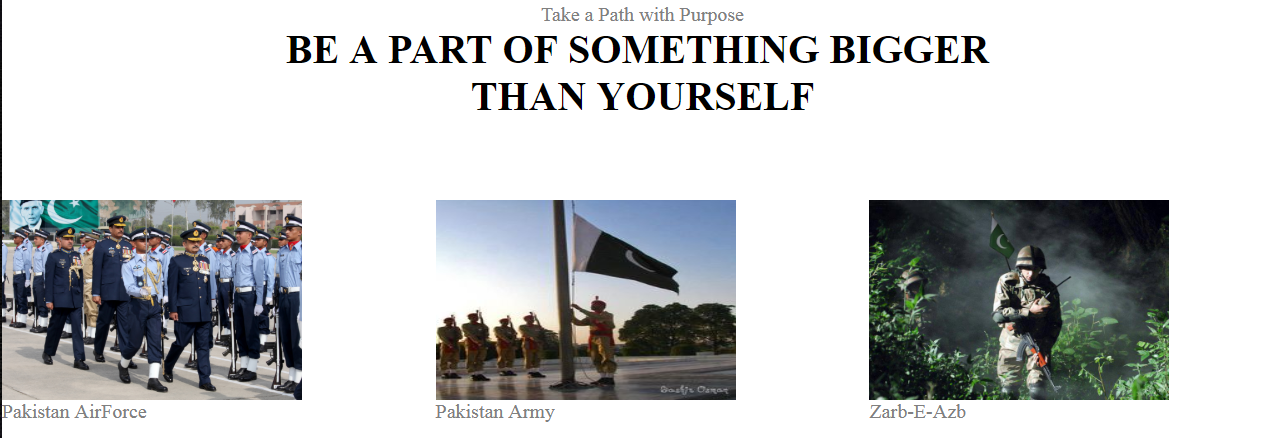 Take a Path with Purpose
BE A PART OF SOMETHING BIGGER
THAN YOURSELF
Pakistan AirForce
Pakistan Army
Zarb-E-Azb